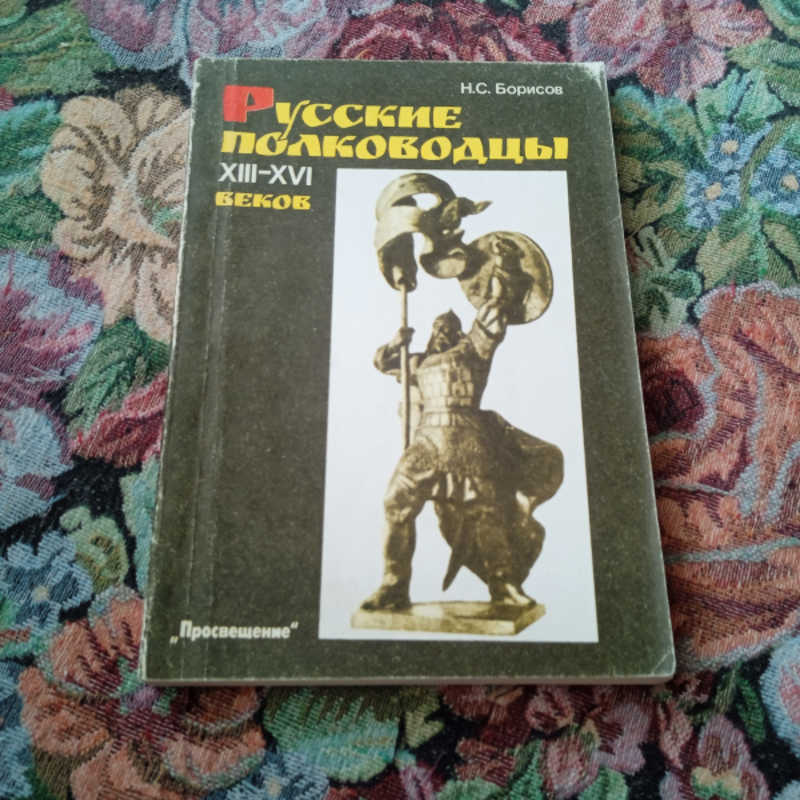 Н.С. Борисов
Русские
полководцы
XIII–XVI
веков
„Просвещение“